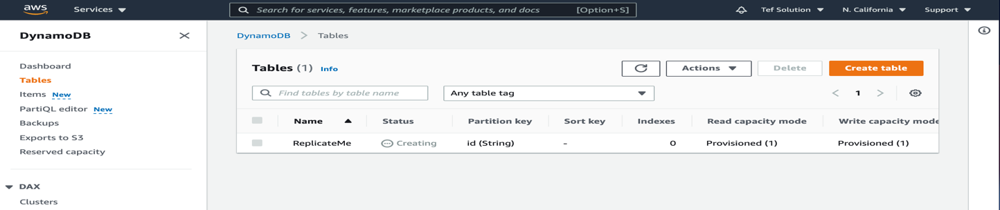 aws Services Search for services, features, marketplace products, and docs [Option+S] Tef Solution N. California Support
DynamoDB
Dashboard
Tables
Items New
PartiQL editor New
Backups
Exports to S3
Reserved capacity
DAX
Clusters
DynamoDB > Tables
Tables (1) Info Actions Delete Create table
Find tables by table name Any table tag < 1 >
Name Status Partition key Sort key Indexes Read capacity mode Write capacity mode
ReplicateMe Creating id (String) - 0 Provisioned (1) Provisioned (1)